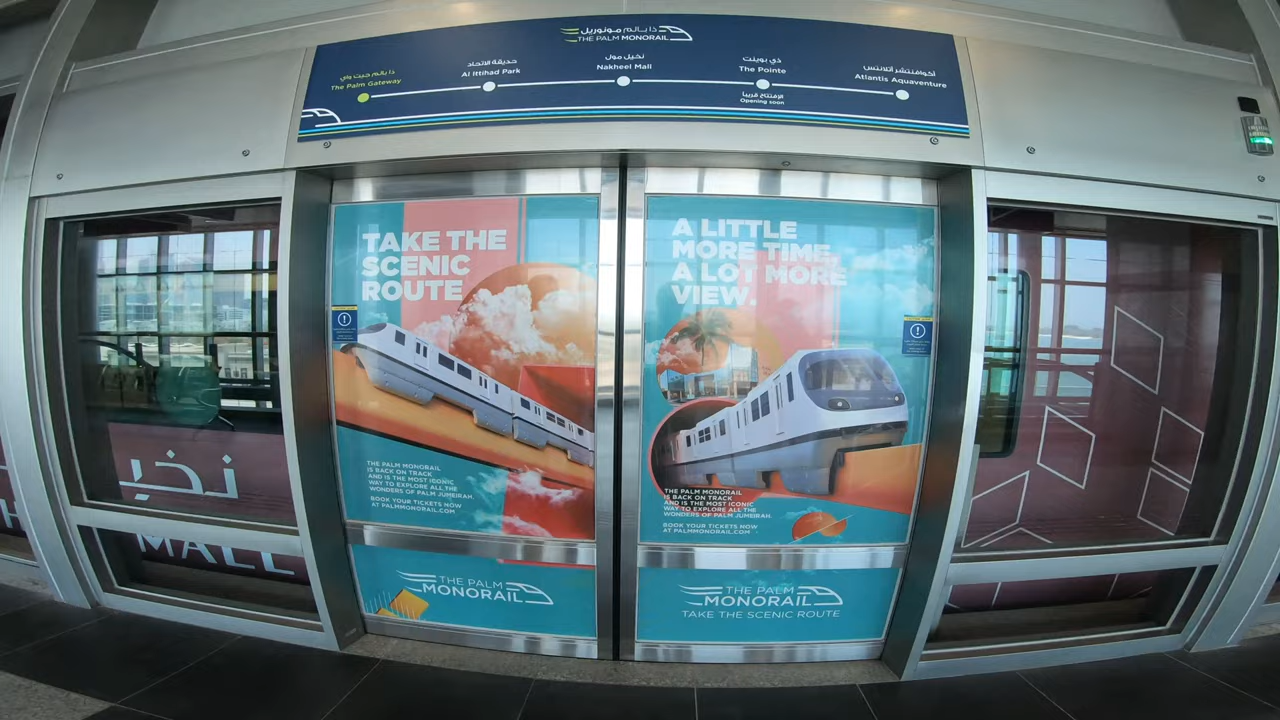 ذا بالم مونوريل
THE PALM MONORAIL
ذا بالم جيت واي
The Palm Gateway
حديقة الاتحاد
Al Ittihad Park
نخيل مول
Nakheel Mall
ذي بوينت
The Pointe
الإفتتاح قريباً
Opening soon
أكوافنتشر أتلانتس
Atlantis Aquaventure
TAKE THE
SCENIC
ROUTE
THE PALM MONORAIL
IS BACK ON TRACK
AND IS THE MOST ICONIC
WAY TO EXPLORE ALL THE
WONDERS OF PALM JUMEIRAH.
BOOK YOUR TICKETS NOW
AT PALMMONORAIL.COM
THE PALM
MONORAIL
A LITTLE
MORE TIME.
A LOT MORE
VIEW.
THE PALM MONORAIL
IS BACK ON TRACK
AND IS THE MOST ICONIC
WAY TO EXPLORE ALL THE
WONDERS OF PALM JUMEIRAH.
BOOK YOUR TICKETS NOW
AT PALMMONORAIL.COM
THE PALM
MONORAIL
TAKE THE SCENIC ROUTE
نخي
MALL